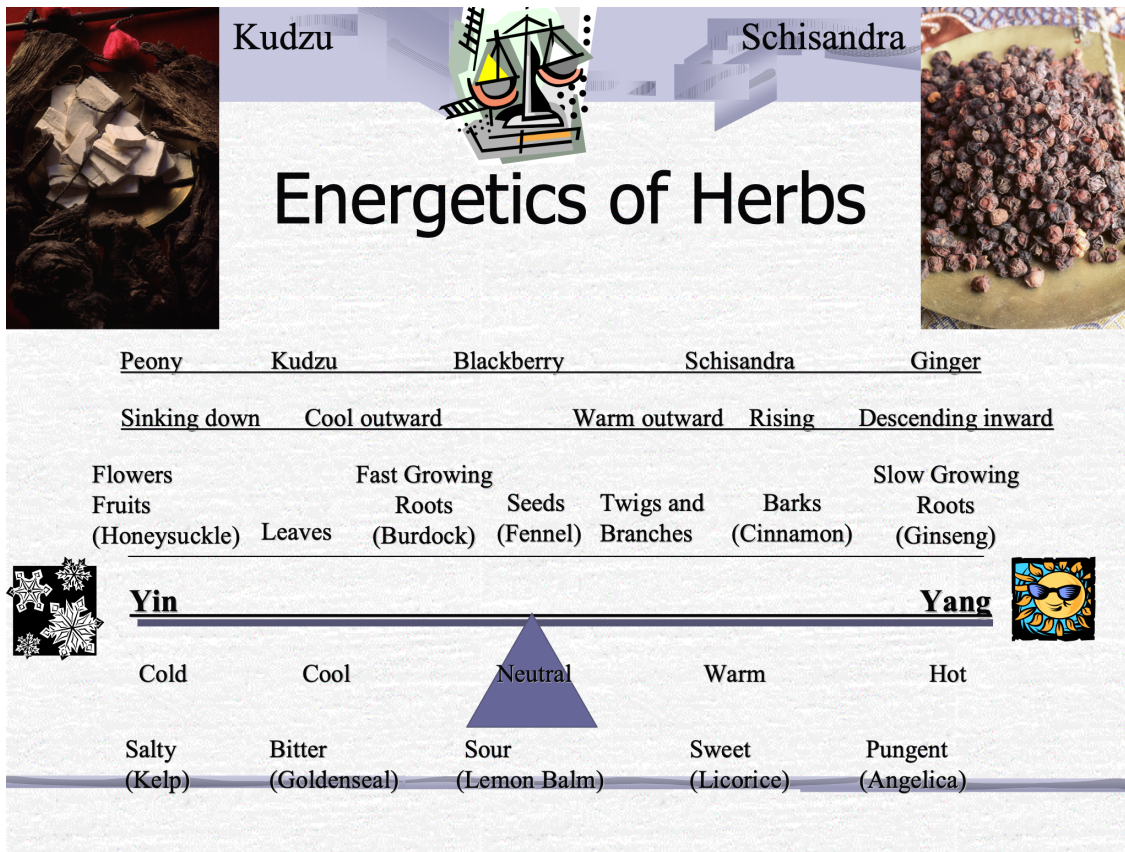 Kudzu Schisandra
Energetics of Herbs
Peony Kudzu Blackberry Schisandra Ginger
Sinking down Cool outward Warm outward Rising Descending inward
Flowers Fast Growing Slow Growing
Fruits Roots Seeds Twigs and Barks Roots
(Honeysuckle) Leaves (Burdock) (Fennel) Branches (Cinnamon) (Ginseng)
Yin Yang
Cold Cool Neutral Warm Hot
Salty Bitter Sour Sweet Pungent
(Kelp) (Goldenseal) (Lemon Balm) (Licorice) (Angelica)